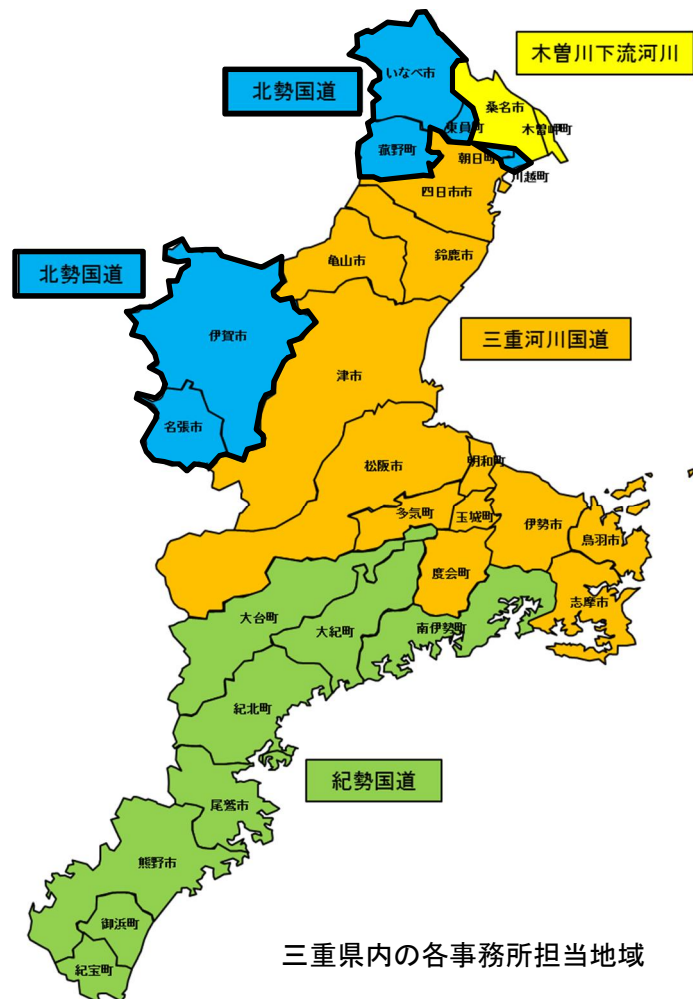 木曽川下流河川
いなべ市
北勢国道
桑名市
東員町
木曽岬町
菰野町
朝日町
川越町
四日市市
亀山市
鈴鹿市
北勢国道
伊賀市
三重河川国道
津市
名張市
松阪市
明和町
多気町
玉城町
伊勢市
鳥羽市
度会町
志摩市
大台町
大紀町
南伊勢町
紀北町
紀勢国道
尾鷲市
熊野市
御浜町
紀宝町
三重県内の各事務所担当地域